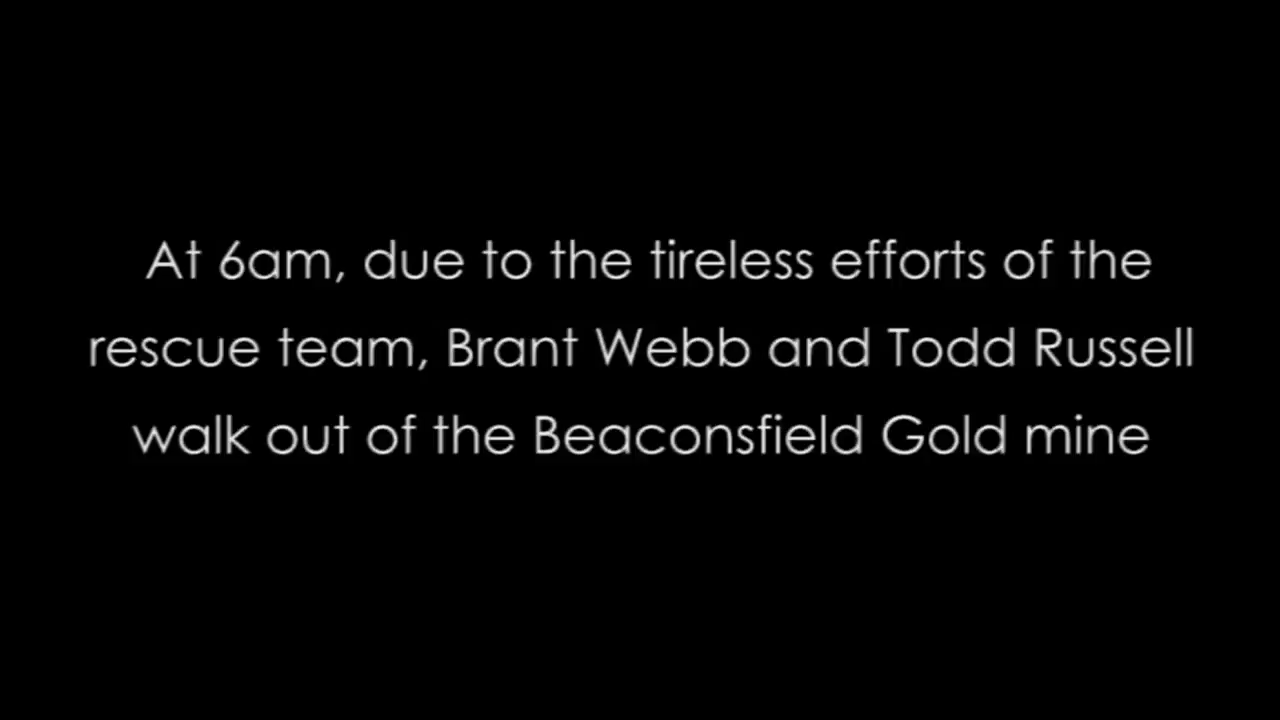 At 6am, due to the tireless efforts of the
rescue team, Brant Webb and Todd Russell
walk out of the Beaconsfield Gold mine